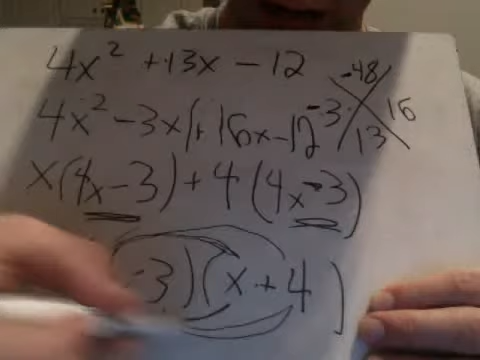 4x² + 13x - 12
-48
4x² - 3x + 16x - 12
-3 16
13
x(4x - 3) + 4(4x - 3)
-3)(x + 4)